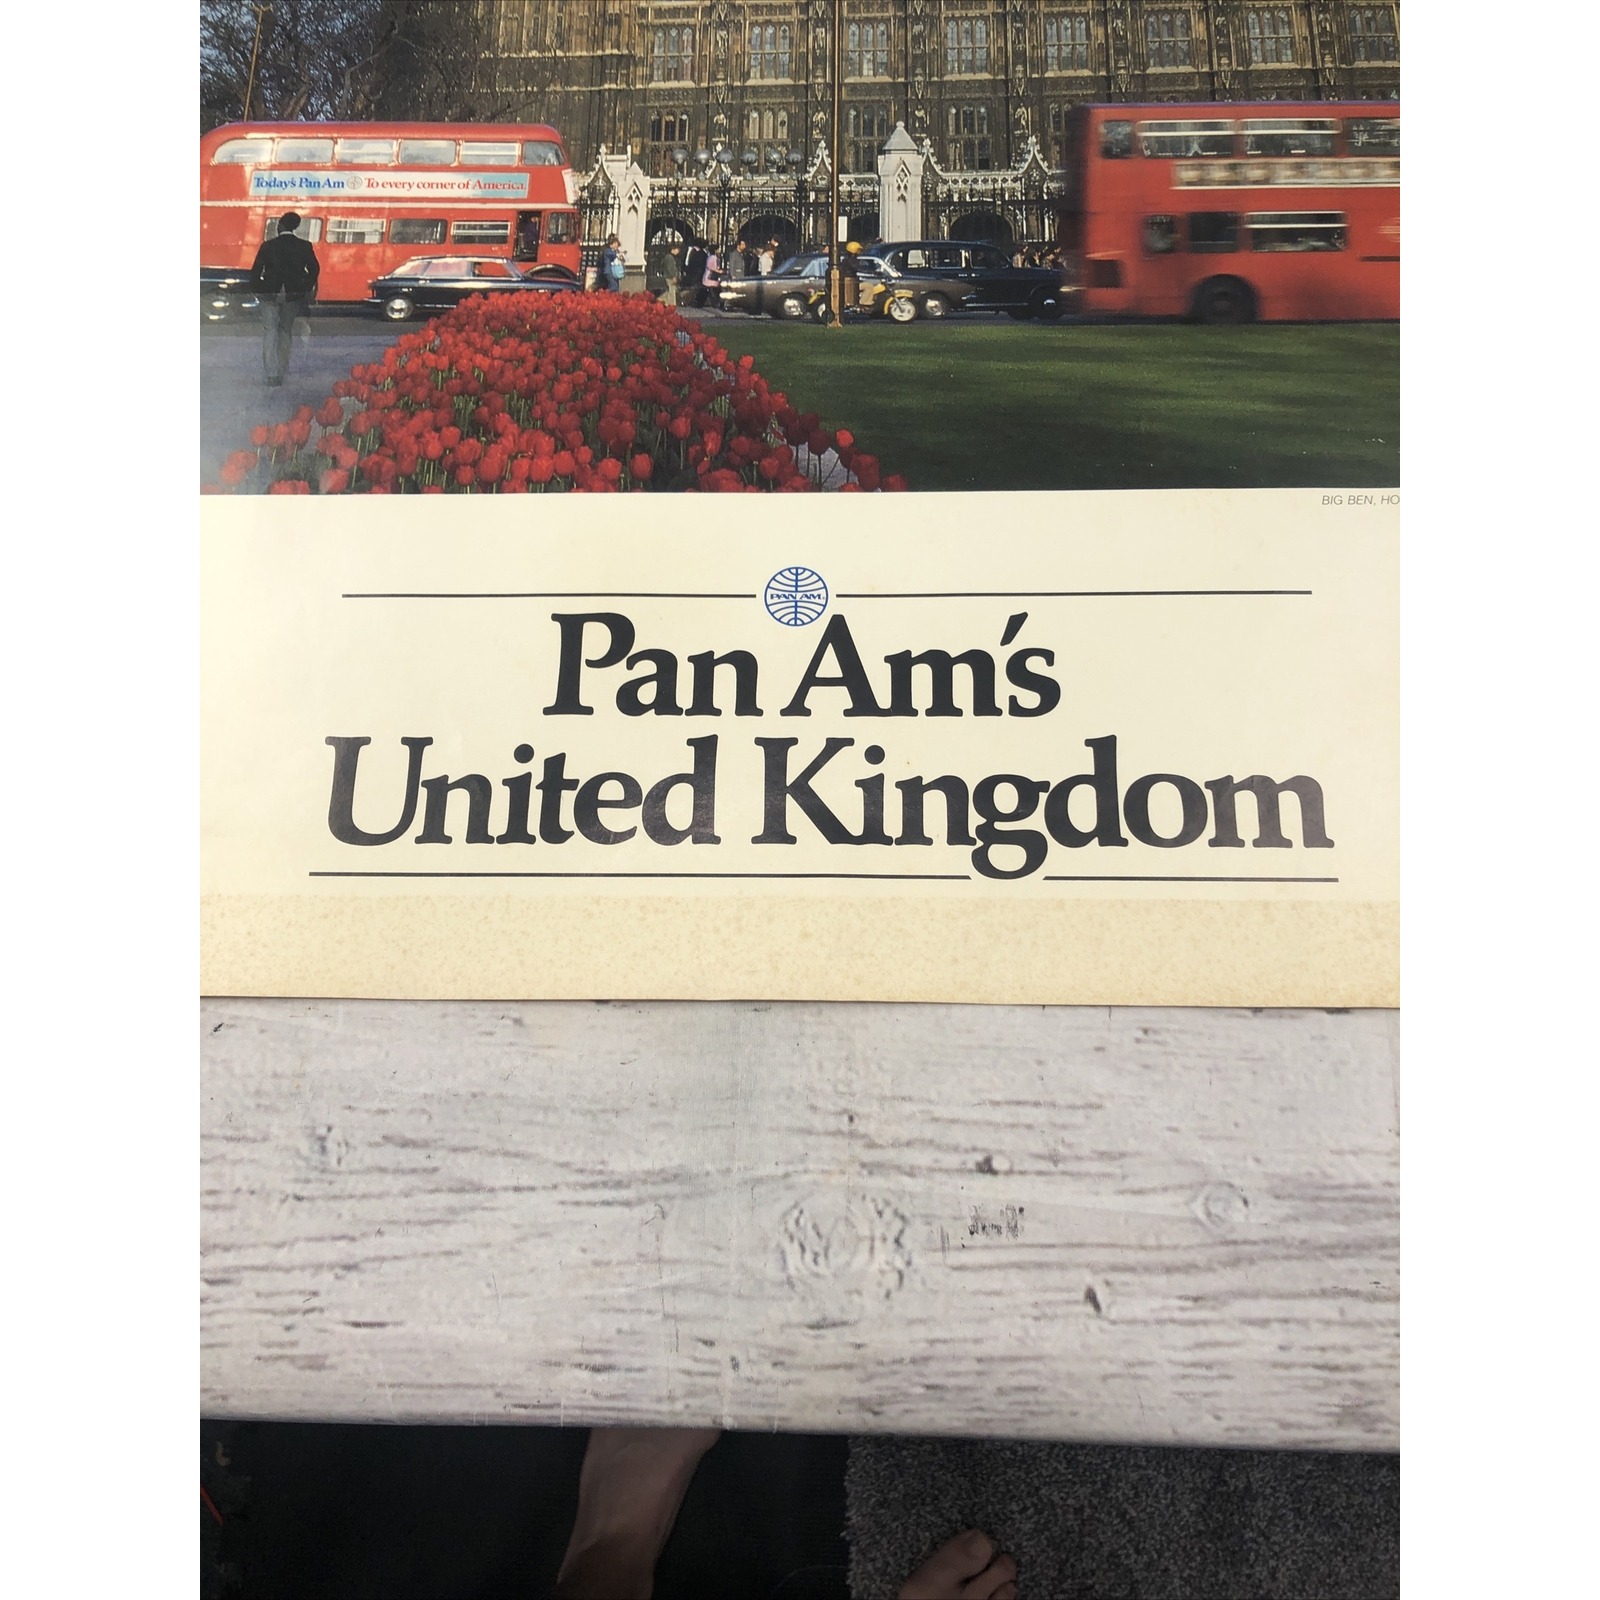 Today's Pan Am To every corner of America.
BIG BEN, HO
PAN AM
Pan Am's
United Kingdom